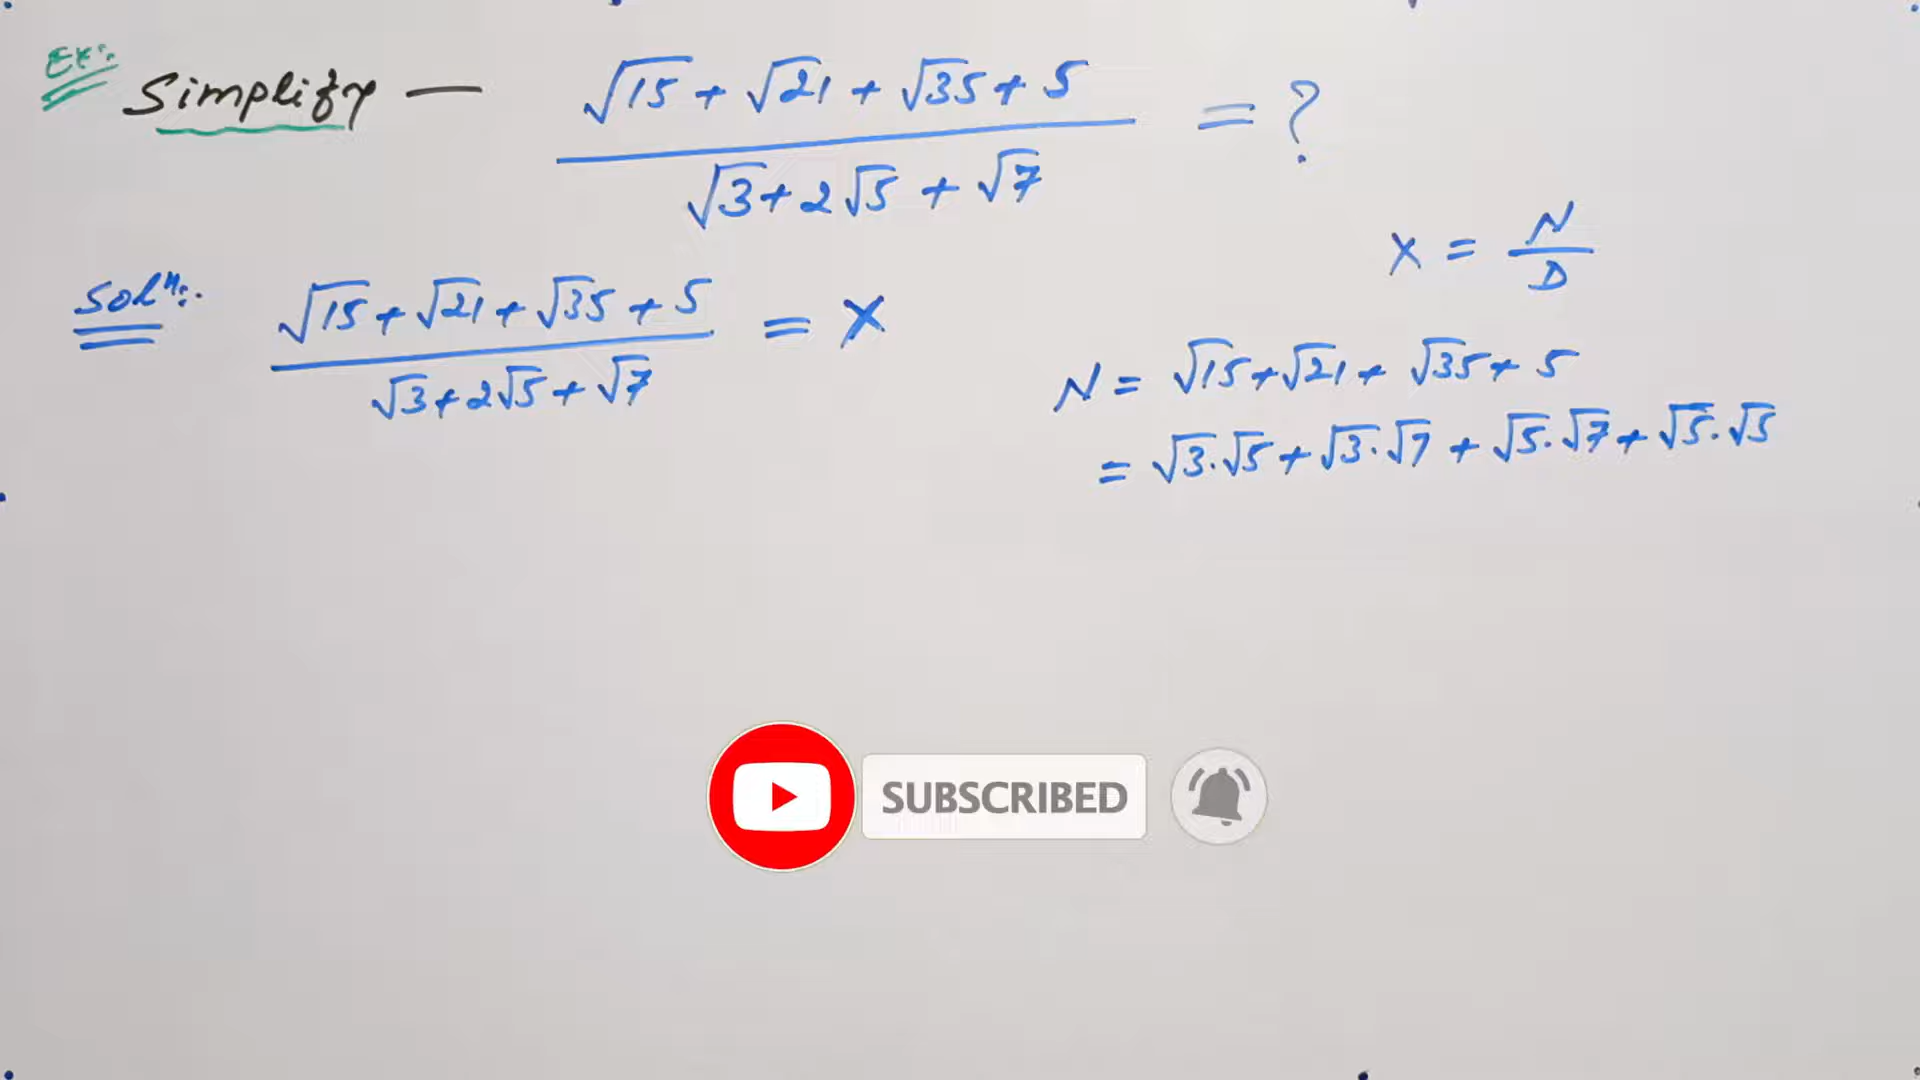 Ex:.
Simplify — (√15 + √21 + √35 + 5) / (√3 + 2√5 + √7) = ?
X = N / D
Solⁿ:. (√15 + √21 + √35 + 5) / (√3 + 2√5 + √7) = X
N = √15 + √21 + √35 + 5
= √3.√5 + √3.√7 + √5.√7 + √5.√5
SUBSCRIBED